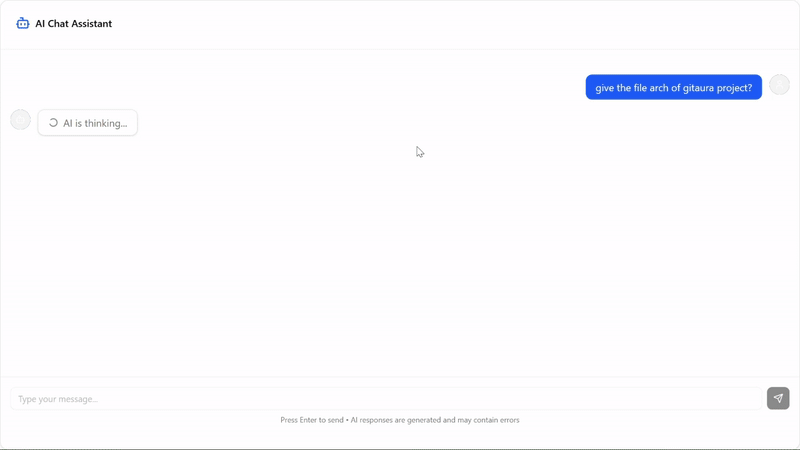 AI Chat Assistant
give the file arch of gitaura project?
AI is thinking...
Type your message...
Press Enter to send • AI responses are generated and may contain errors